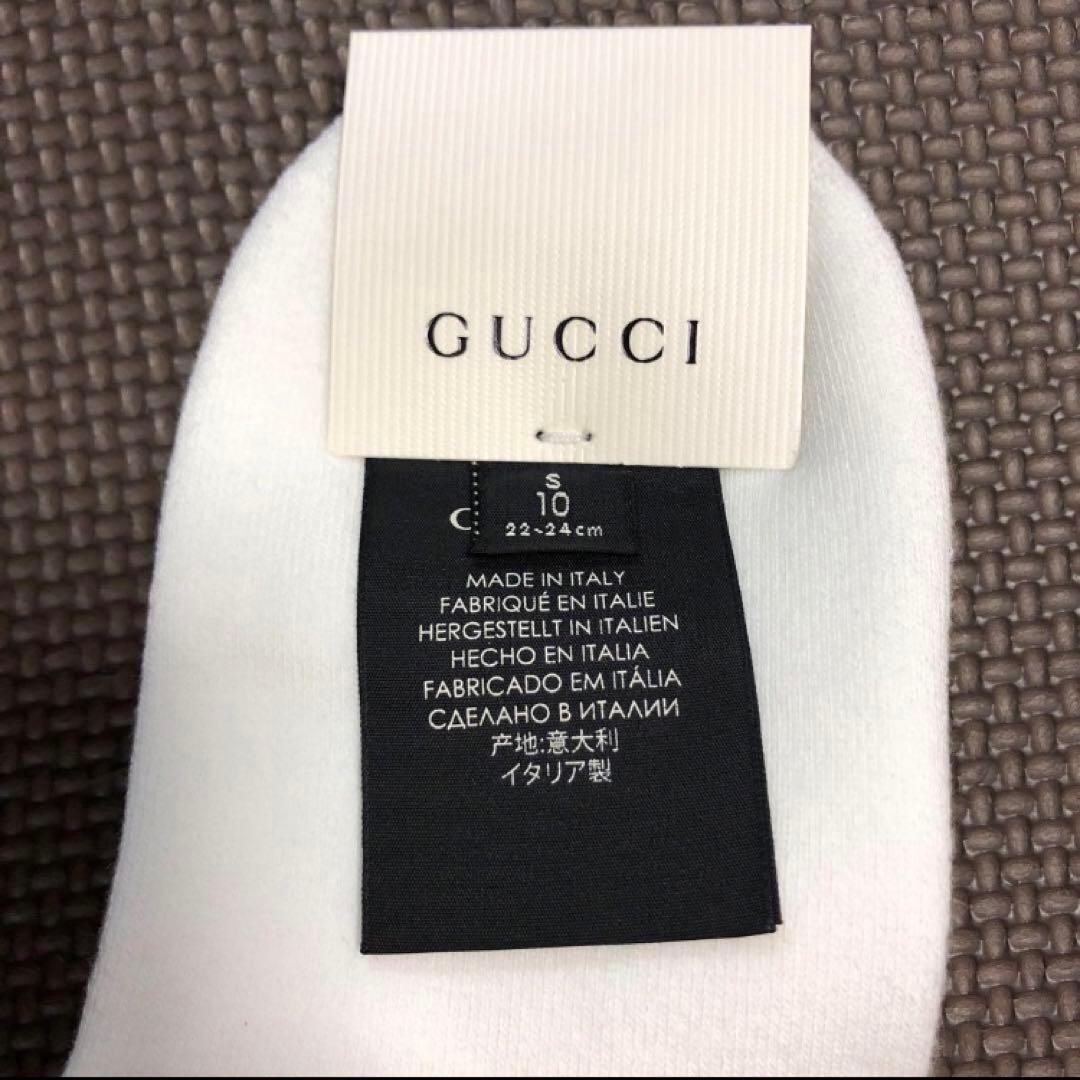 GUCCI
S
10
22~24cm
MADE IN ITALY
FABRIQUÉ EN ITALIE
HERGESTELLT IN ITALIEN
HECHO EN ITALIA
FABRICADO EM ITÁLIA
СДЕЛАНО В ИТАЛИИ
产地:意大利
イタリア製